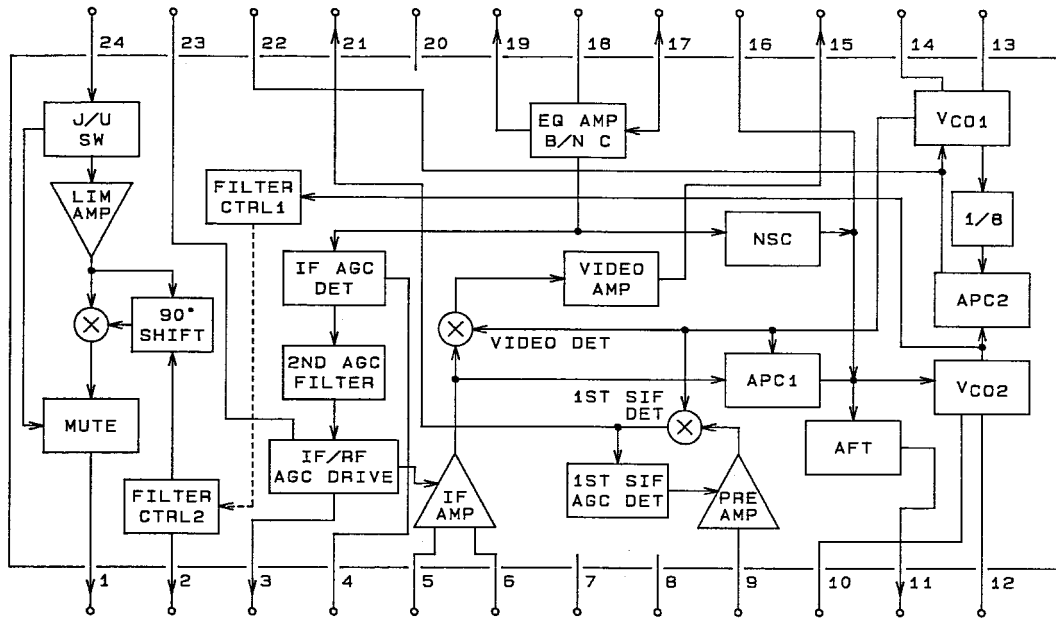 24 23 22 21 20 19 18 17 16 15 14 13
J/U
SW
EQ AMP
B/N C
VCO1
LIM
AMP
FILTER
CTRL1
1/8
NSC
IF AGC
DET
VIDEO
AMP
APC2
90°
SHIFT
VIDEO DET
2ND AGC
FILTER
APC1
VCO2
1ST SIF
DET
MUTE
IF/RF
AGC DRIVE
AFT
FILTER
CTRL2
IF
AMP
1ST SIF
AGC DET
PRE
AMP
1 2 3 4 5 6 7 8 9 10 11 12